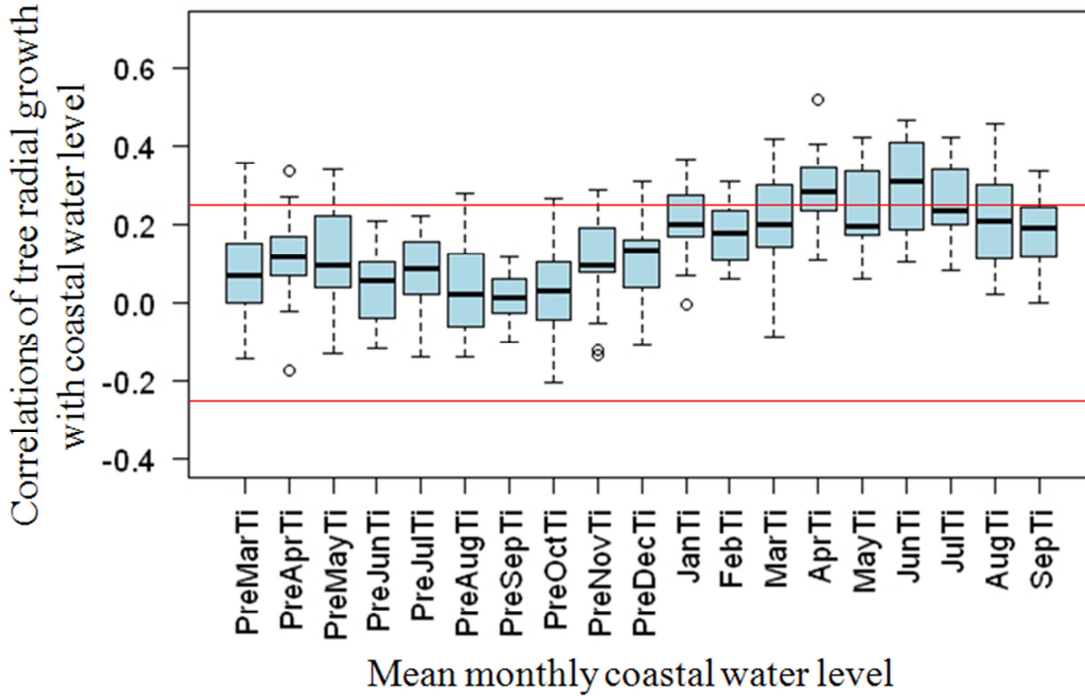 Correlations of tree radial growth
with coastal water level
0.6
0.4
0.2
0.0
-0.2
-0.4
PreMarTi
PreAprTi
PreMayTi
PreJunTi
PreJulTi
PreAugTi
PreSepTi
PreOctTi
PreNovTi
PreDecTi
JanTi
FebTi
MarTi
AprTi
MayTi
JunTi
JulTi
AugTi
SepTi
Mean monthly coastal water level